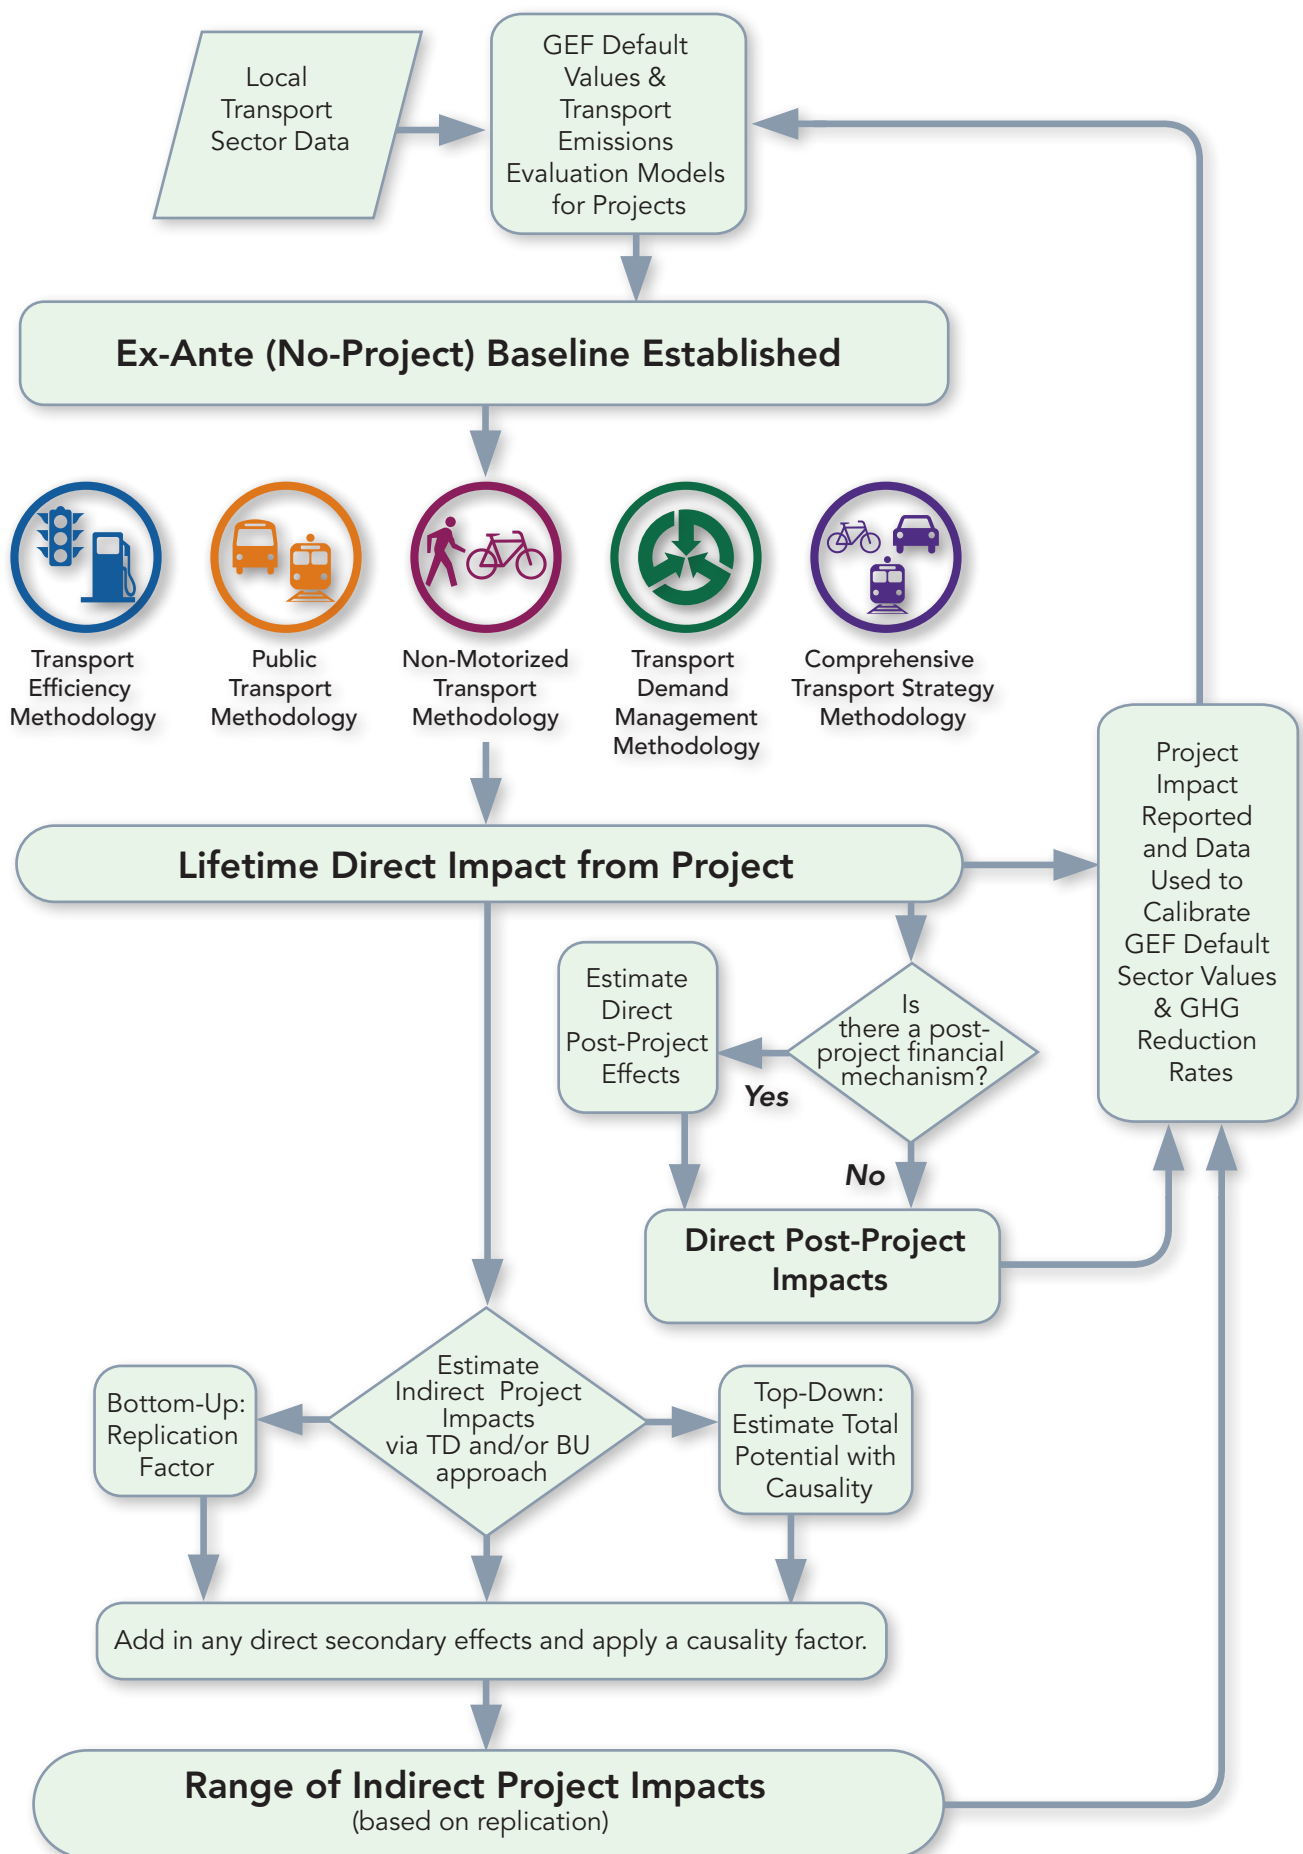 Local
Transport
Sector Data
GEF Default
Values &
Transport
Emissions
Evaluation Models
for Projects
Ex-Ante (No-Project) Baseline Established
Transport
Efficiency
Methodology
Public
Transport
Methodology
Non-Motorized
Transport
Methodology
Transport
Demand
Management
Methodology
Comprehensive
Transport Strategy
Methodology
Lifetime Direct Impact from Project
Project
Impact
Reported
and Data
Used to
Calibrate
GEF Default
Sector Values
& GHG
Reduction
Rates
Estimate
Direct
Post-Project
Effects
Is
there a post-
project financial
mechanism?
Yes
No
Direct Post-Project
Impacts
Estimate
Indirect Project
Impacts
via TD and/or BU
approach
Bottom-Up:
Replication
Factor
Top-Down:
Estimate Total
Potential with
Causality
Add in any direct secondary effects and apply a causality factor.
Range of Indirect Project Impacts
(based on replication)